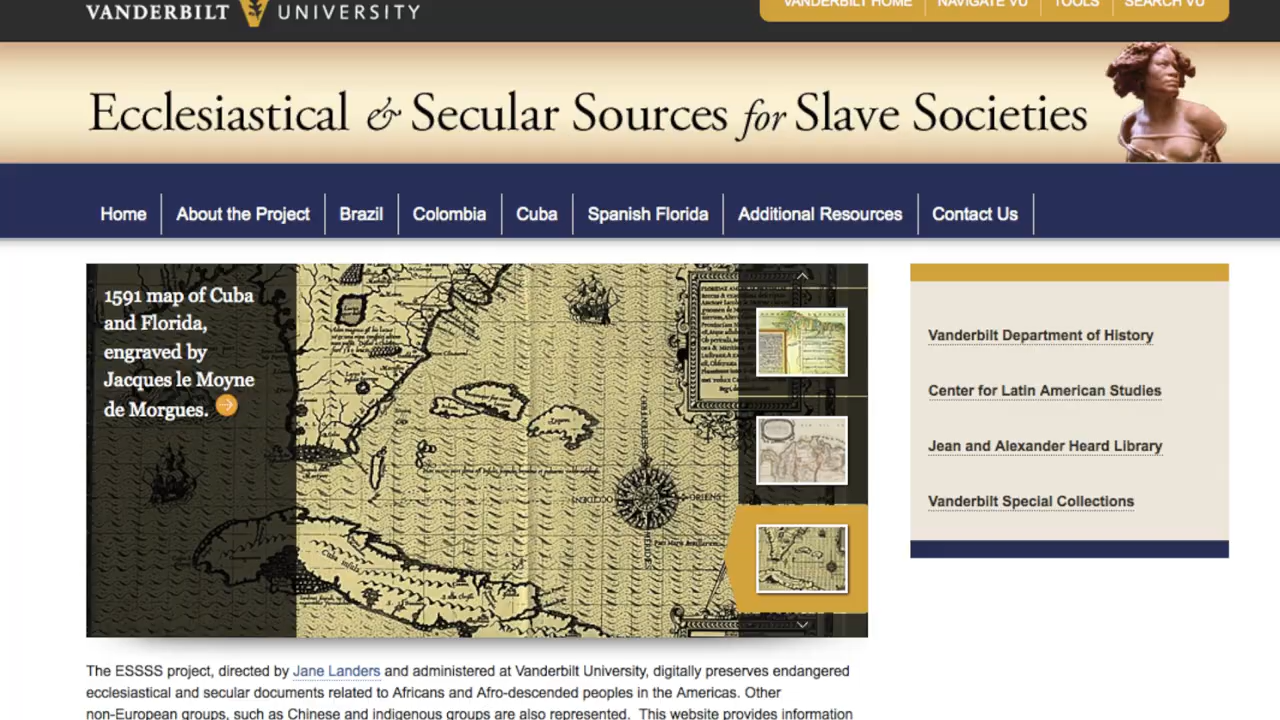 VANDERBILT UNIVERSITY
VANDERBILT HOME NAVIGATE VU TOOLS SEARCH VU
Ecclesiastical & Secular Sources for Slave Societies
Home About the Project Brazil Colombia Cuba Spanish Florida Additional Resources Contact Us
1591 map of Cuba
and Florida,
engraved by
Jacques le Moyne
de Morgues.
ORIENS
Cuba Insula
Vanderbilt Department of History
Center for Latin American Studies
Jean and Alexander Heard Library
Vanderbilt Special Collections
The ESSSS project, directed by Jane Landers and administered at Vanderbilt University, digitally preserves endangered
ecclesiastical and secular documents related to Africans and Afro-descended peoples in the Americas. Other
non-European groups, such as Chinese and indigenous groups are also represented. This website provides information